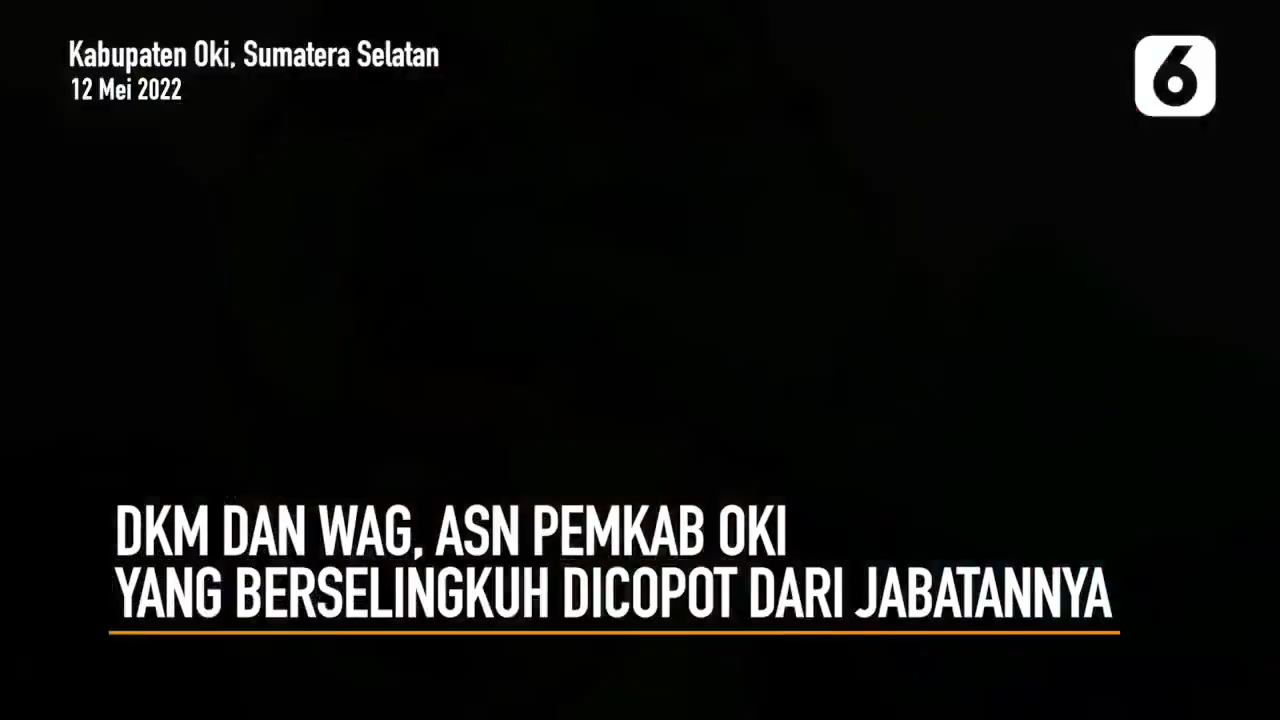 Kabupaten Oki, Sumatera Selatan
12 Mei 2022
6
DKM DAN WAG, ASN PEMKAB OKI
YANG BERSELINGKUH DICOPOT DARI JABATANNYA